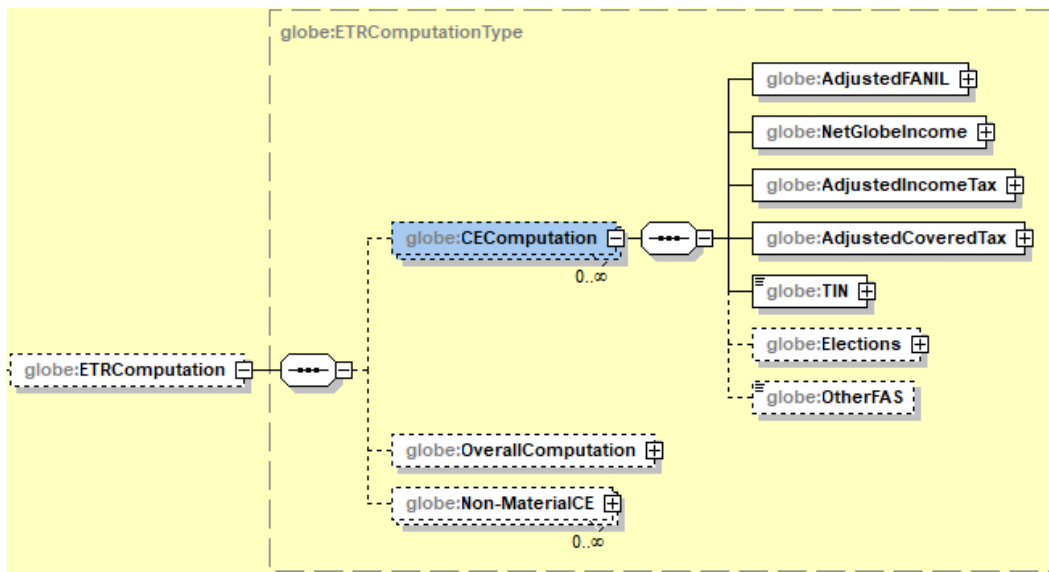 globe:ETRComputationType
globe:AdjustedFANIL
globe:NetGlobeIncome
globe:AdjustedIncomeTax
globe:CEComputation
0..∞
globe:AdjustedCoveredTax
globe:TIN
globe:Elections
globe:ETRComputation
globe:OtherFAS
globe:OverallComputation
globe:Non-MaterialCE
0..∞